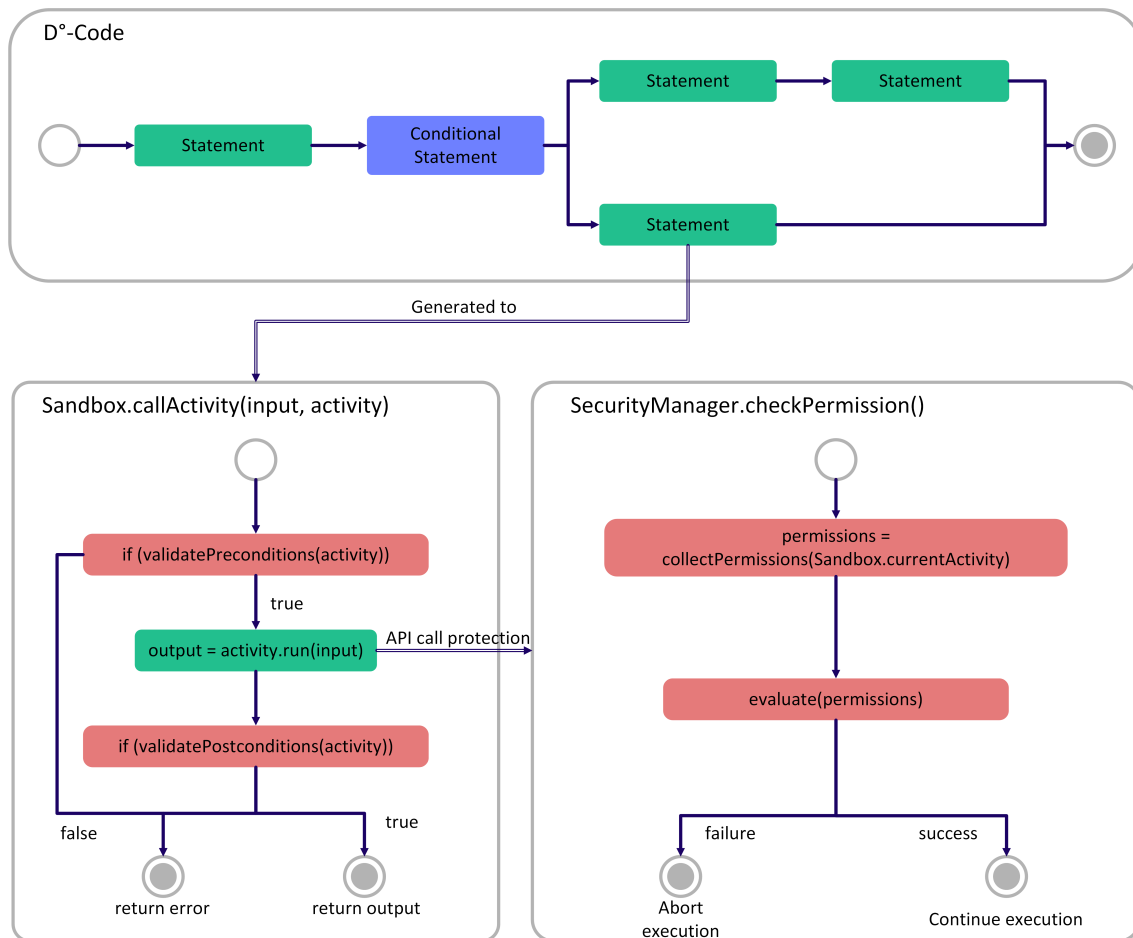 D°-Code
Statement
Statement
Conditional
Statement
Statement
Statement
Generated to
Sandbox.callActivity(input, activity)
if (validatePreconditions(activity))
true
output = activity.run(input)
API call protection
if (validatePostconditions(activity))
false
true
return error
return output
SecurityManager.checkPermission()
permissions =
collectPermissions(Sandbox.currentActivity)
evaluate(permissions)
failure
success
Abort
execution
Continue execution